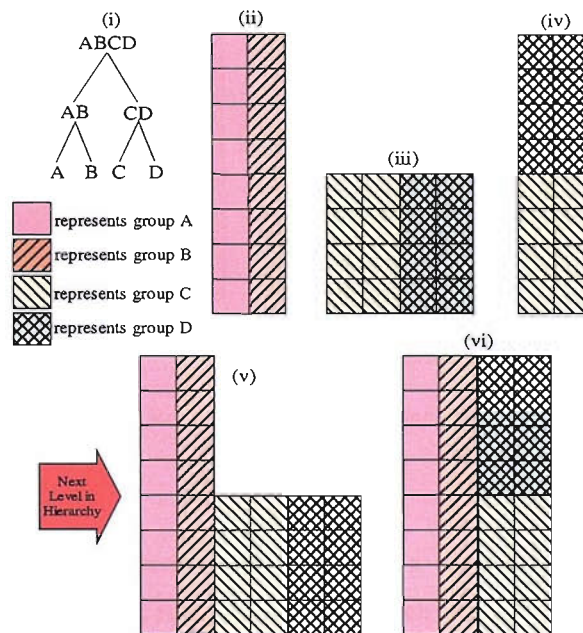 (i)
ABCD
AB CD
A B C D
(ii)
(iii)
(iv)
represents group A
represents group B
represents group C
represents group D
Next
Level in
Hierarchy
(v)
(vi)